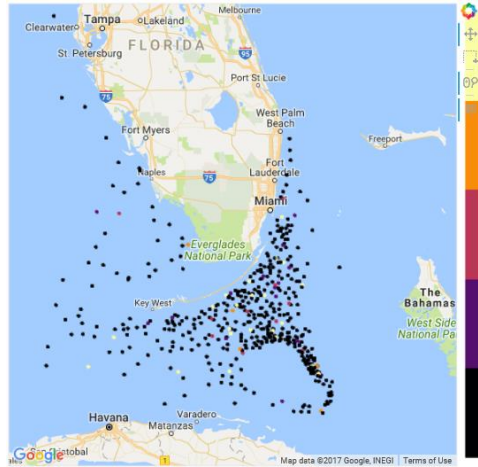 Melbourne
Clearwater
Tampa
Lakeland
St. Petersburg
FLORIDA
95
Port St Lucie
75
West Palm
Beach
Fort Myers
Freeport
Fort
Lauderdale
Naples
75
Miami
Everglades
National Park
Key West
The
Bahamas
West Side
National Pa
Havana
Varadero
Matanzas
Google
1
Map data ©2017 Google, INEGI
Terms of Use